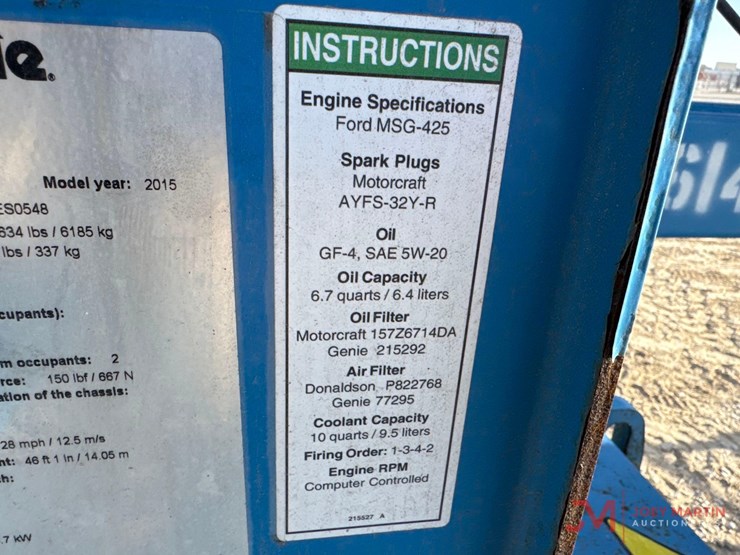 Model year: 2015
ES0548
634 lbs / 6185 kg
lbs / 337 kg
cupants):
m occupants: 2
rce: 150 lbf / 667 N
ation of the chassis:
28 mph / 12.5 m/s
nt: 46 ft 1 in / 14.05 m
h:
.7 kW
INSTRUCTIONS
Engine Specifications
Ford MSG-425
Spark Plugs
Motorcraft
AYFS-32Y-R
Oil
GF-4, SAE 5W-20
Oil Capacity
6.7 quarts / 6.4 liters
Oil Filter
Motorcraft 157Z6714DA
Genie 215292
Air Filter
Donaldson P822768
Genie 77295
Coolant Capacity
10 quarts / 9.5 liters
Firing Order: 1-3-4-2
Engine RPM
Computer Controlled
215527 A
MARTIN
AUCTION